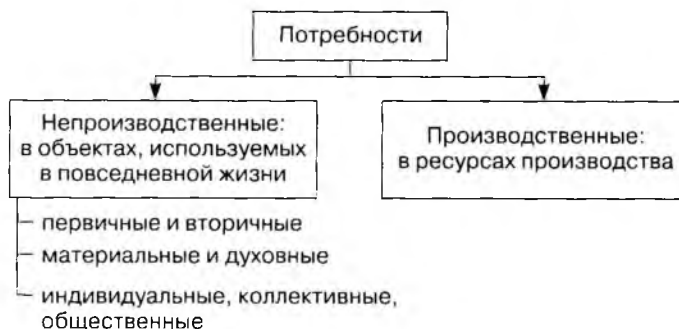 Потребности
Непроизводственные:
в объектах, используемых
в повседневной жизни
Производственные:
в ресурсах производства
первичные и вторичные
материальные и духовные
индивидуальные, коллективные,
общественные